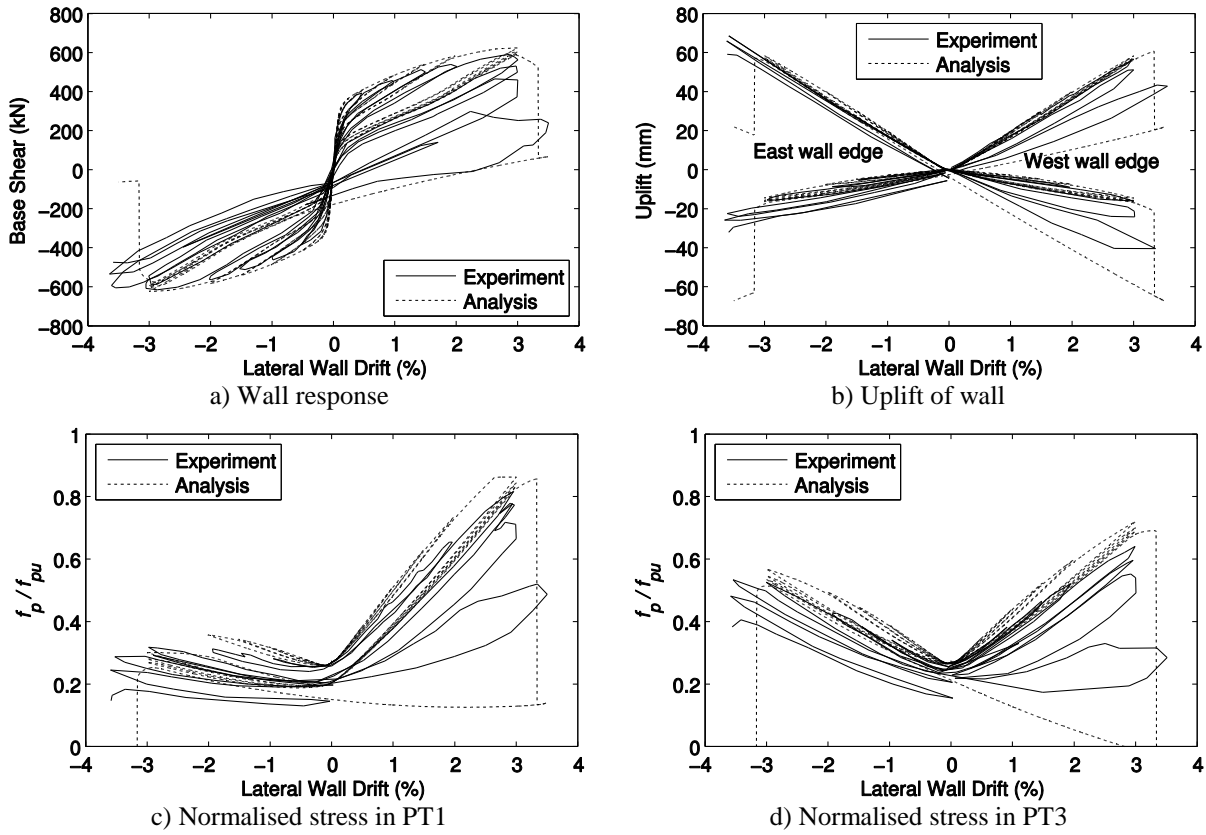 800
600
400
200
0
−200
−400
−600
−800
Base Shear (kN)
Experiment
Analysis
−4 −3 −2 −1 0 1 2 3 4
Lateral Wall Drift (%)
a) Wall response
80
60
40
20
0
−20
−40
−60
−80
Uplift (mm)
Experiment
Analysis
East wall edge
West wall edge
−4 −3 −2 −1 0 1 2 3 4
Lateral Wall Drift (%)
b) Uplift of wall
1
0.8
0.6
0.4
0.2
0
f_p / f_pu
Experiment
Analysis
−4 −3 −2 −1 0 1 2 3 4
Lateral Wall Drift (%)
c) Normalised stress in PT1
1
0.8
0.6
0.4
0.2
0
f_p / f_pu
Experiment
Analysis
−4 −3 −2 −1 0 1 2 3 4
Lateral Wall Drift (%)
d) Normalised stress in PT3